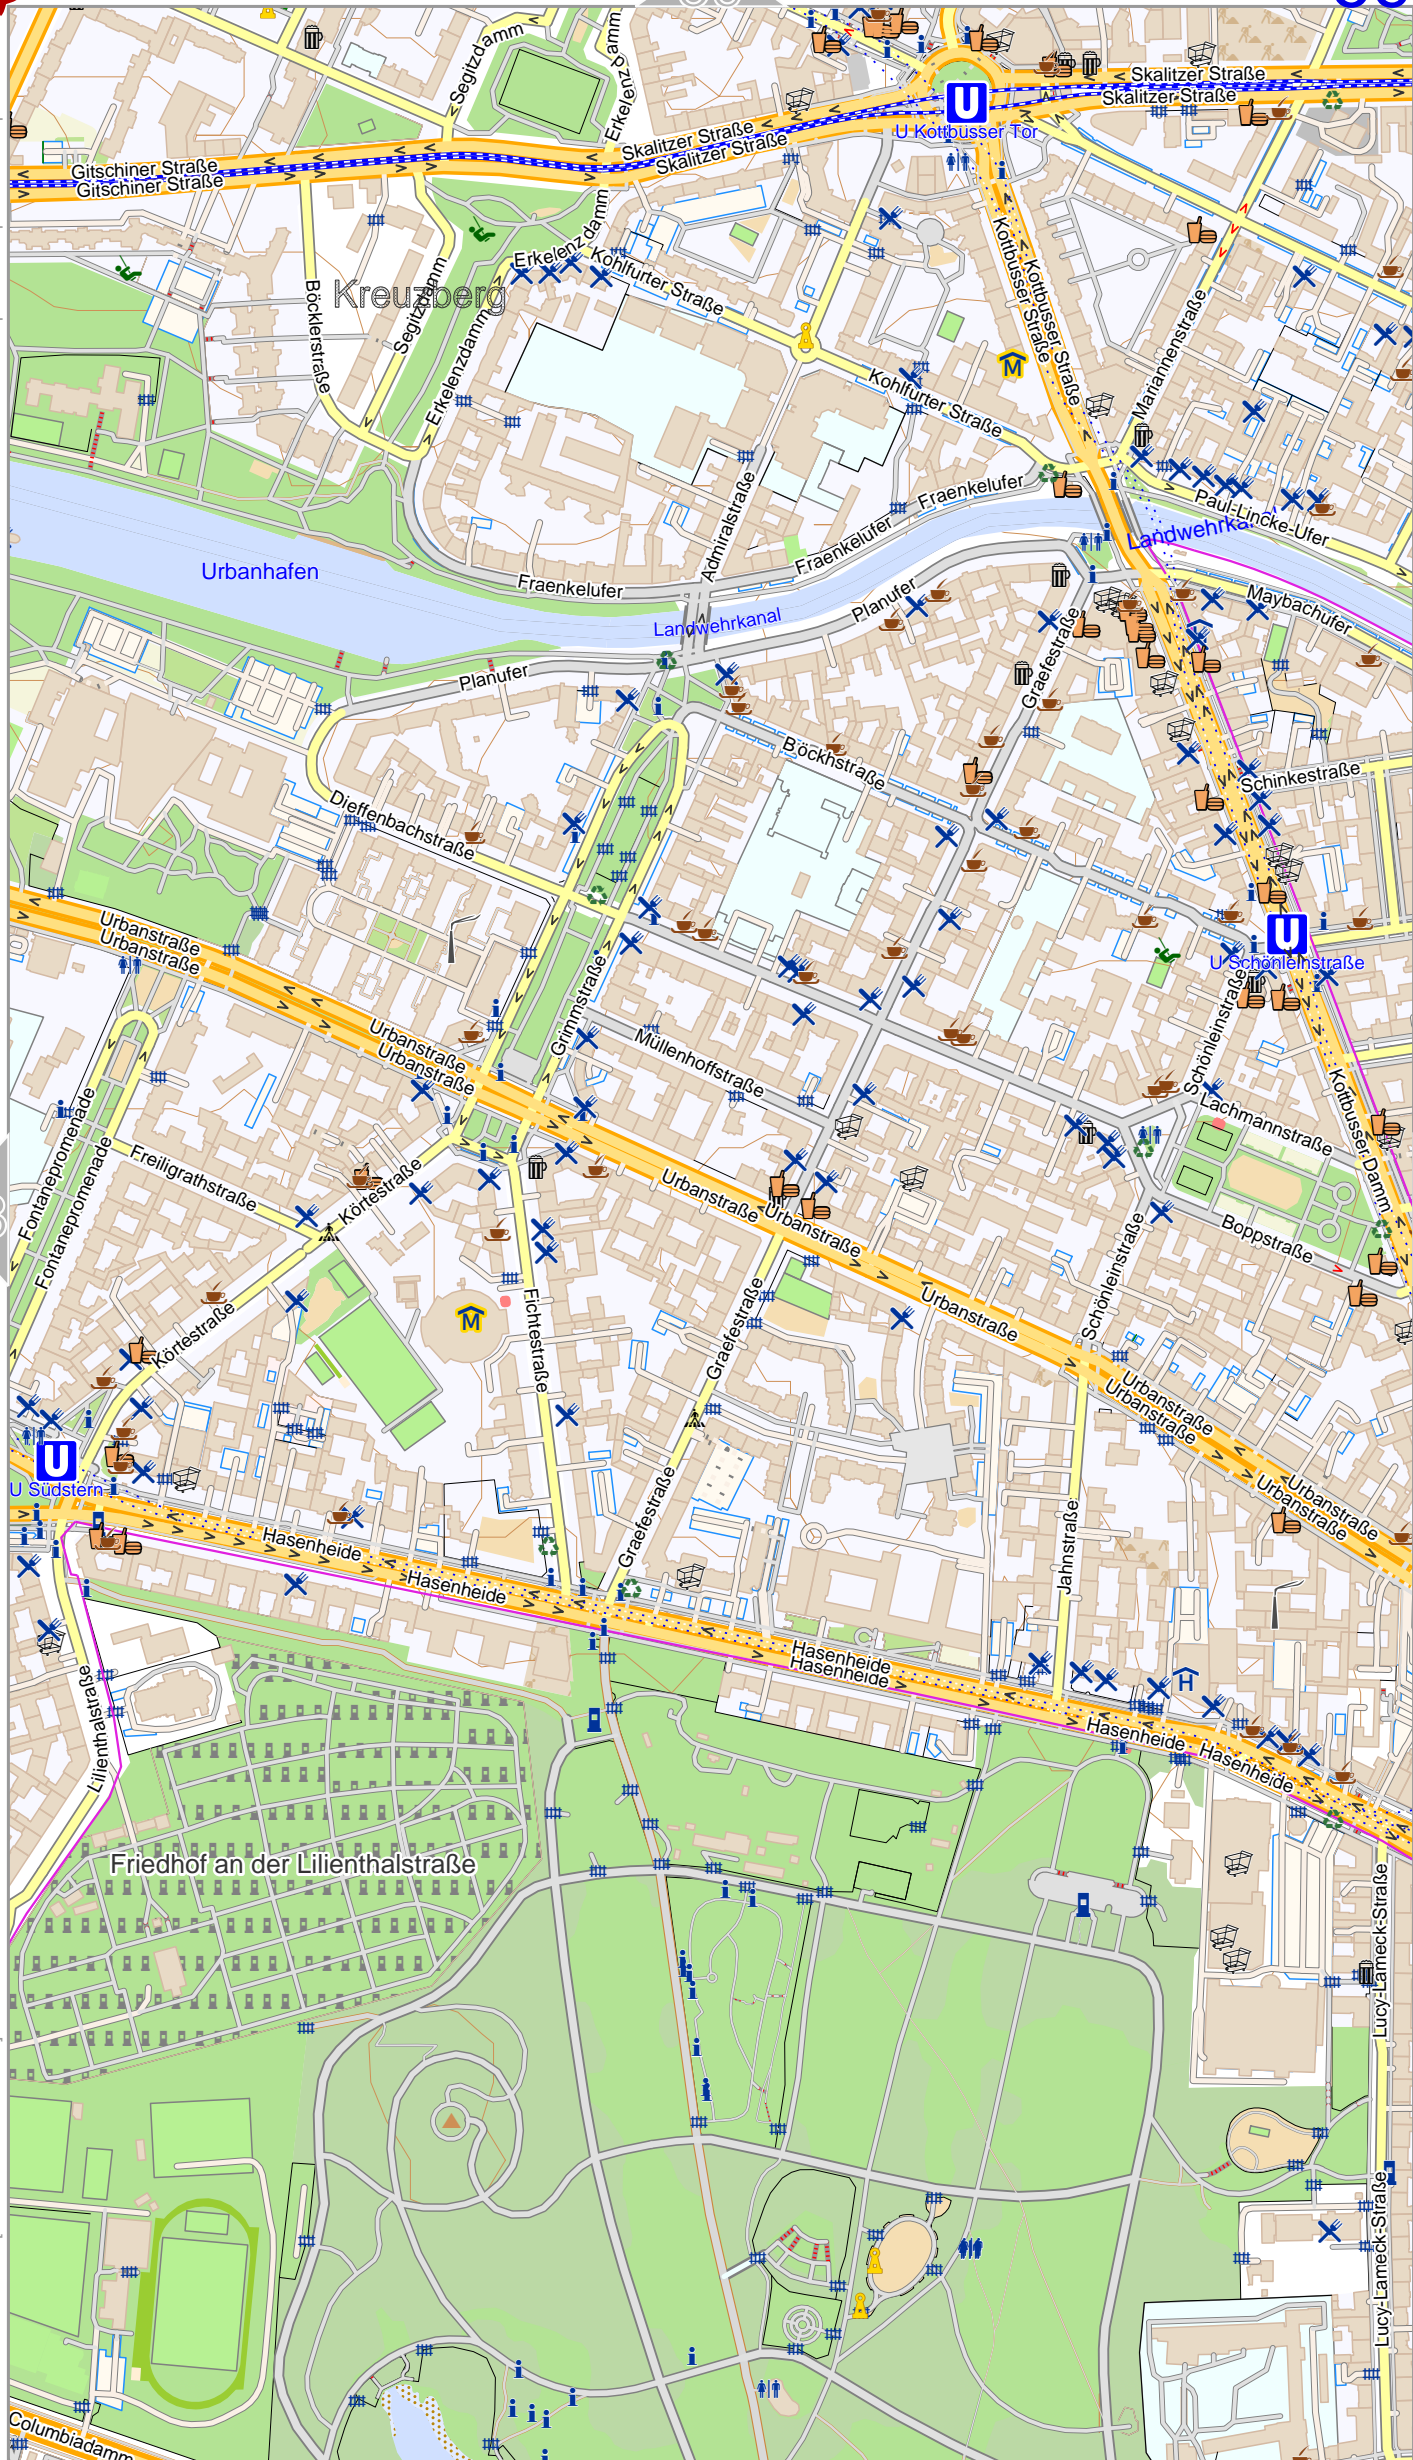 Segitzdamm
Erkelenzdamm
Skalitzer Straße
Skalitzer Straße
U Kottbusser Tor
Skalitzer Straße
Skalitzer Straße
Gitschiner Straße
Gitschiner Straße
Erkelenzdamm
Kohlfurter Straße
Kottbusser Straße
Kottbusser Straße
Kreuzberg
Böcklerstraße
Segitzdamm
Erkelenzdamm
Mariannenstraße
M
Kohlfurter Straße
Admiralstraße
Fraenkelufer
Fraenkelufer
Fraenkelufer
Paul-Lincke-Ufer
Urbanhafen
Landwehrkanal
Landwehrkanal
Planufer
Maybachufer
Planufer
Graefestraße
Böckhstraße
Schinkestraße
Dieffenbachstraße
Urbanstraße
Urbanstraße
U Schönleinstraße
Grimmstraße
Urbanstraße
Urbanstraße
Müllenhoffstraße
Schönleinstraße
Lachmannstraße
Kottbusser Damm
Fontanepromenade
Fontanepromenade
Freiligrathstraße
Körtestraße
Urbanstraße
Urbanstraße
Boppstraße
Schönleinstraße
Fichtestraße
M
Graefestraße
Urbanstraße
Körtestraße
Urbanstraße
Urbanstraße
U Südstern
Graefestraße
Jahnstraße
Urbanstraße
Urbanstraße
Hasenheide
Hasenheide
Hasenheide
Hasenheide
H
Lilienthalstraße
Hasenheide
Hasenheide
Friedhof an der Lilienthalstraße
Lucy-Lameck-Straße
Lucy-Lameck-Straße
Columbiadamm